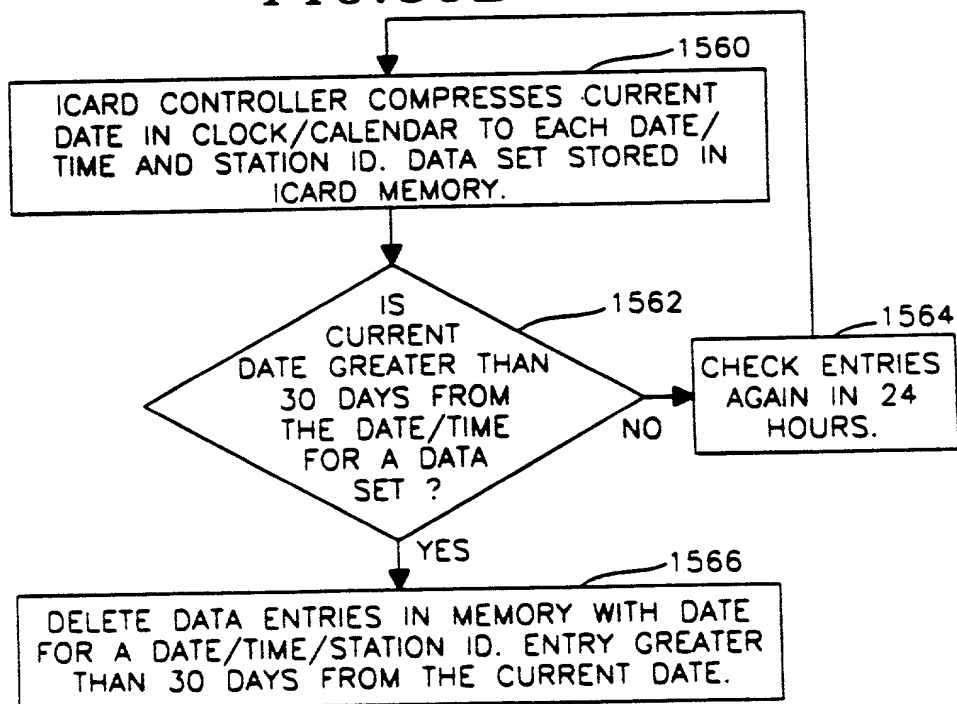 1560
ICARD CONTROLLER COMPRESSES CURRENT
DATE IN CLOCK/CALENDAR TO EACH DATE/
TIME AND STATION ID. DATA SET STORED IN
ICARD MEMORY.
IS
CURRENT
DATE GREATER THAN
30 DAYS FROM
THE DATE/TIME
FOR A DATA
SET ?
1562
NO
1564
CHECK ENTRIES
AGAIN IN 24
HOURS.
YES
1566
DELETE DATA ENTRIES IN MEMORY WITH DATE
FOR A DATE/TIME/STATION ID. ENTRY GREATER
THAN 30 DAYS FROM THE CURRENT DATE.